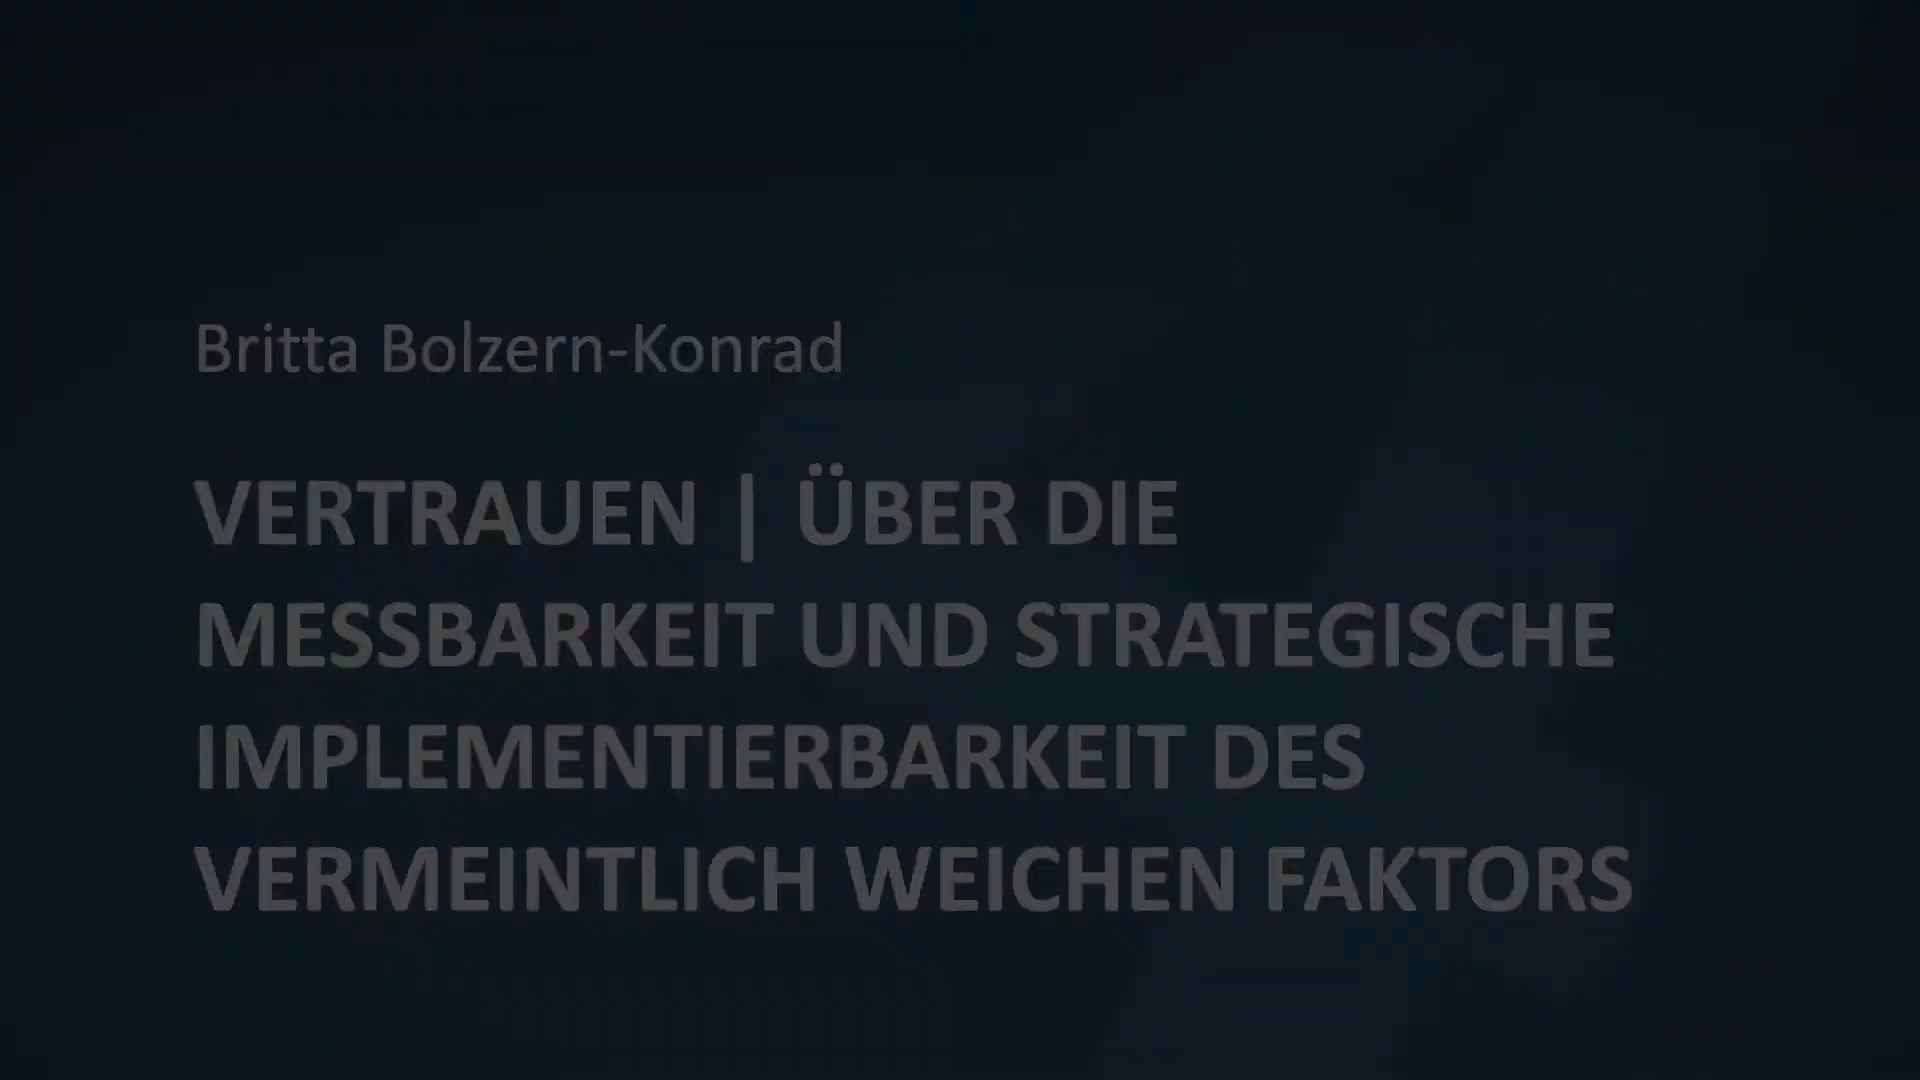 Britta Bolzern-Konrad
VERTRAUEN | ÜBER DIE
MESSBARKEIT UND STRATEGISCHE
IMPLEMENTIERBARKEIT DES
VERMEINTLICH WEICHEN FAKTORS